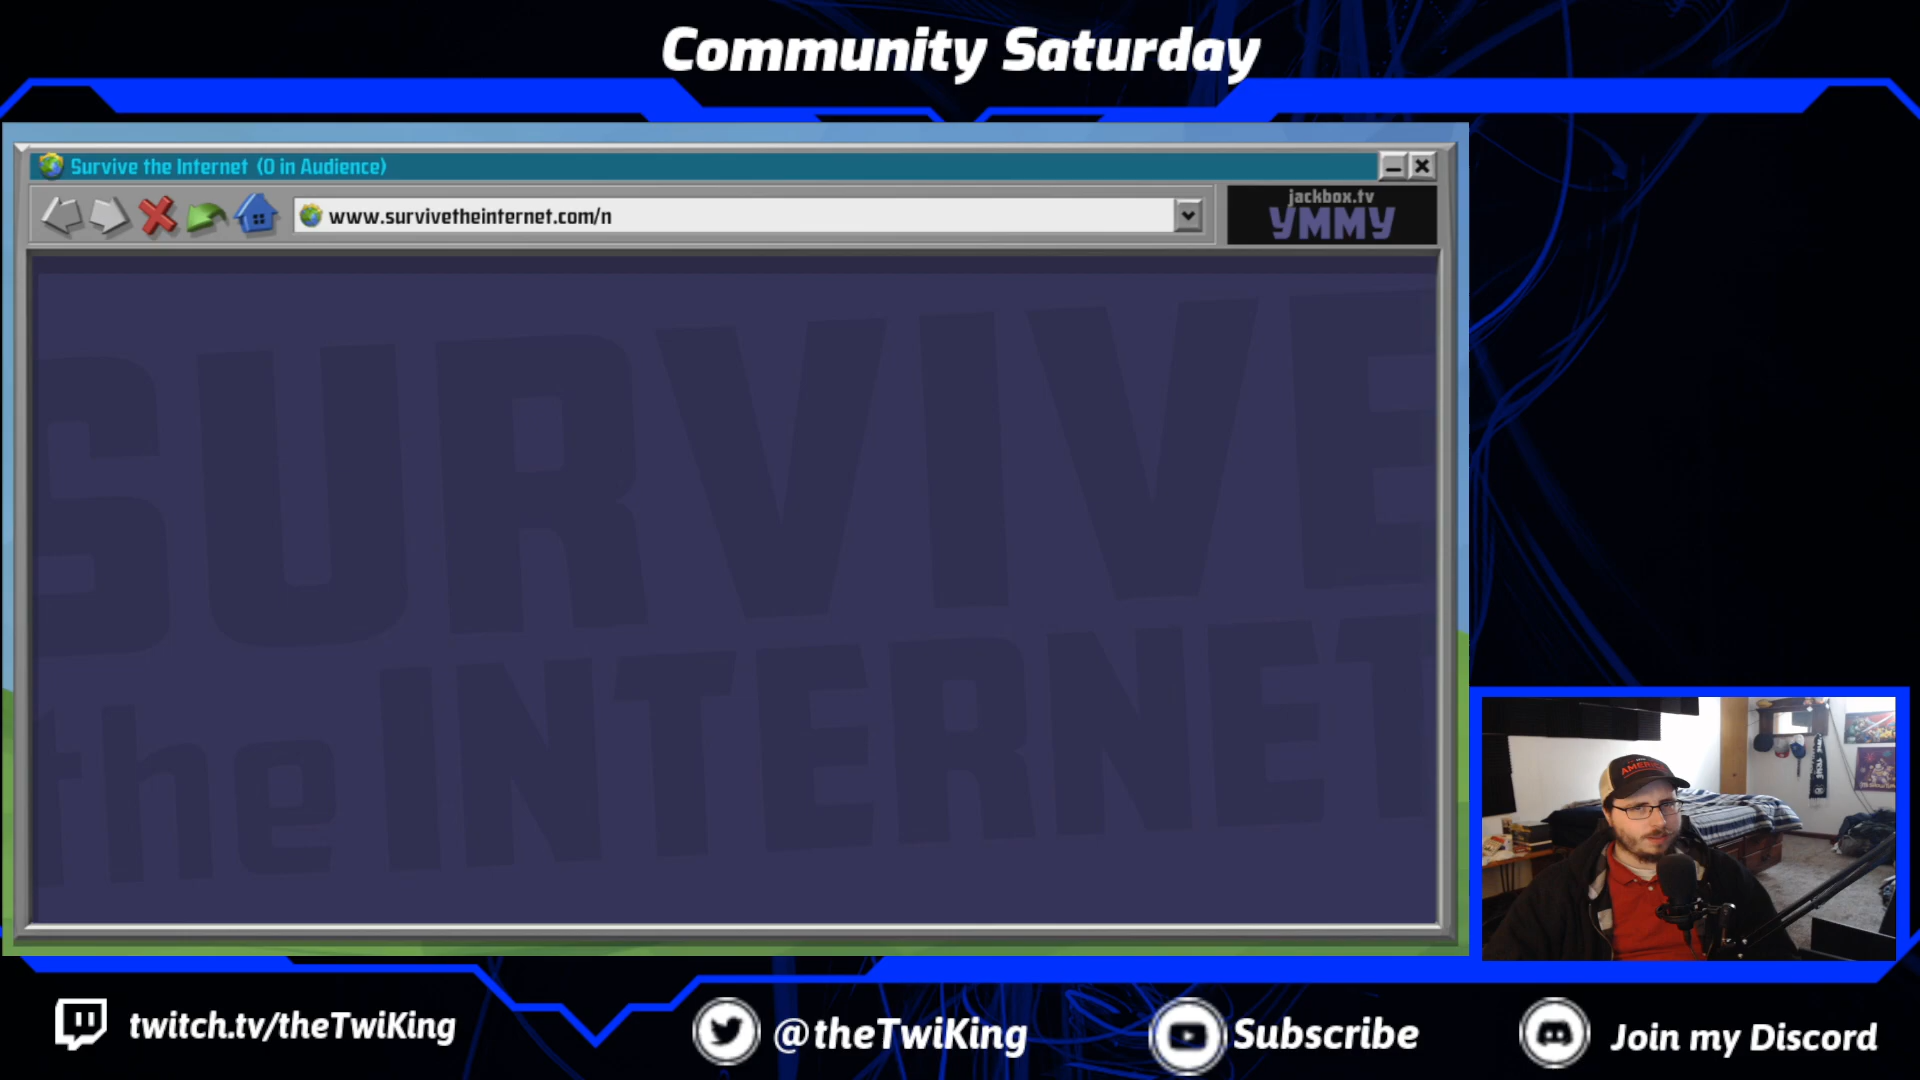 Community Saturday
Survive the Internet (0 in Audience)
www.survivetheinternet.com/n
jackbox.tv
YMMY
SURVIVE
the INTERNET
AMERICA
twitch.tv/theTwiKing
@theTwiKing
Subscribe
Join my Discord